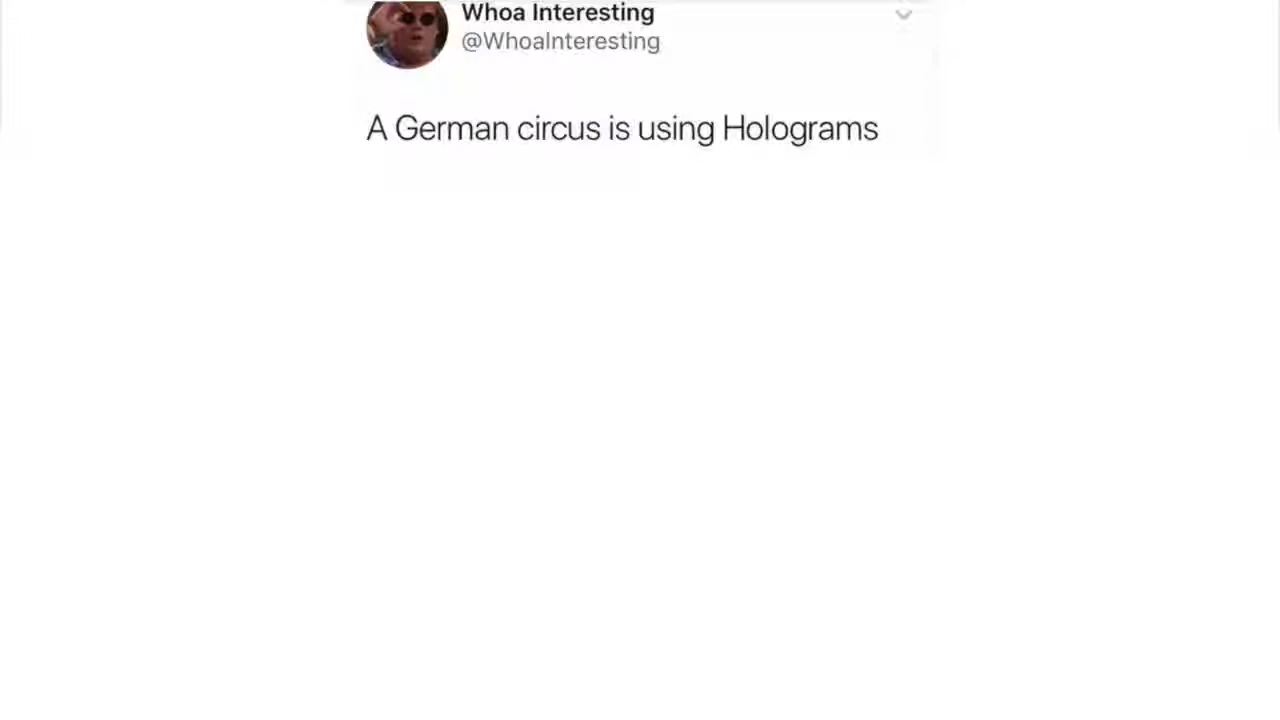 Whoa Interesting
@WhoaInteresting
A German circus is using Holograms